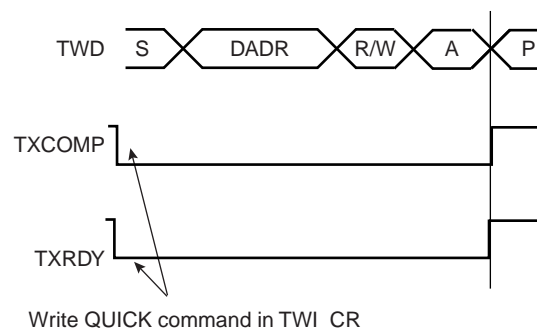 TWD S DADR R/W A P
TXCOMP
TXRDY
Write QUICK command in TWI_CR